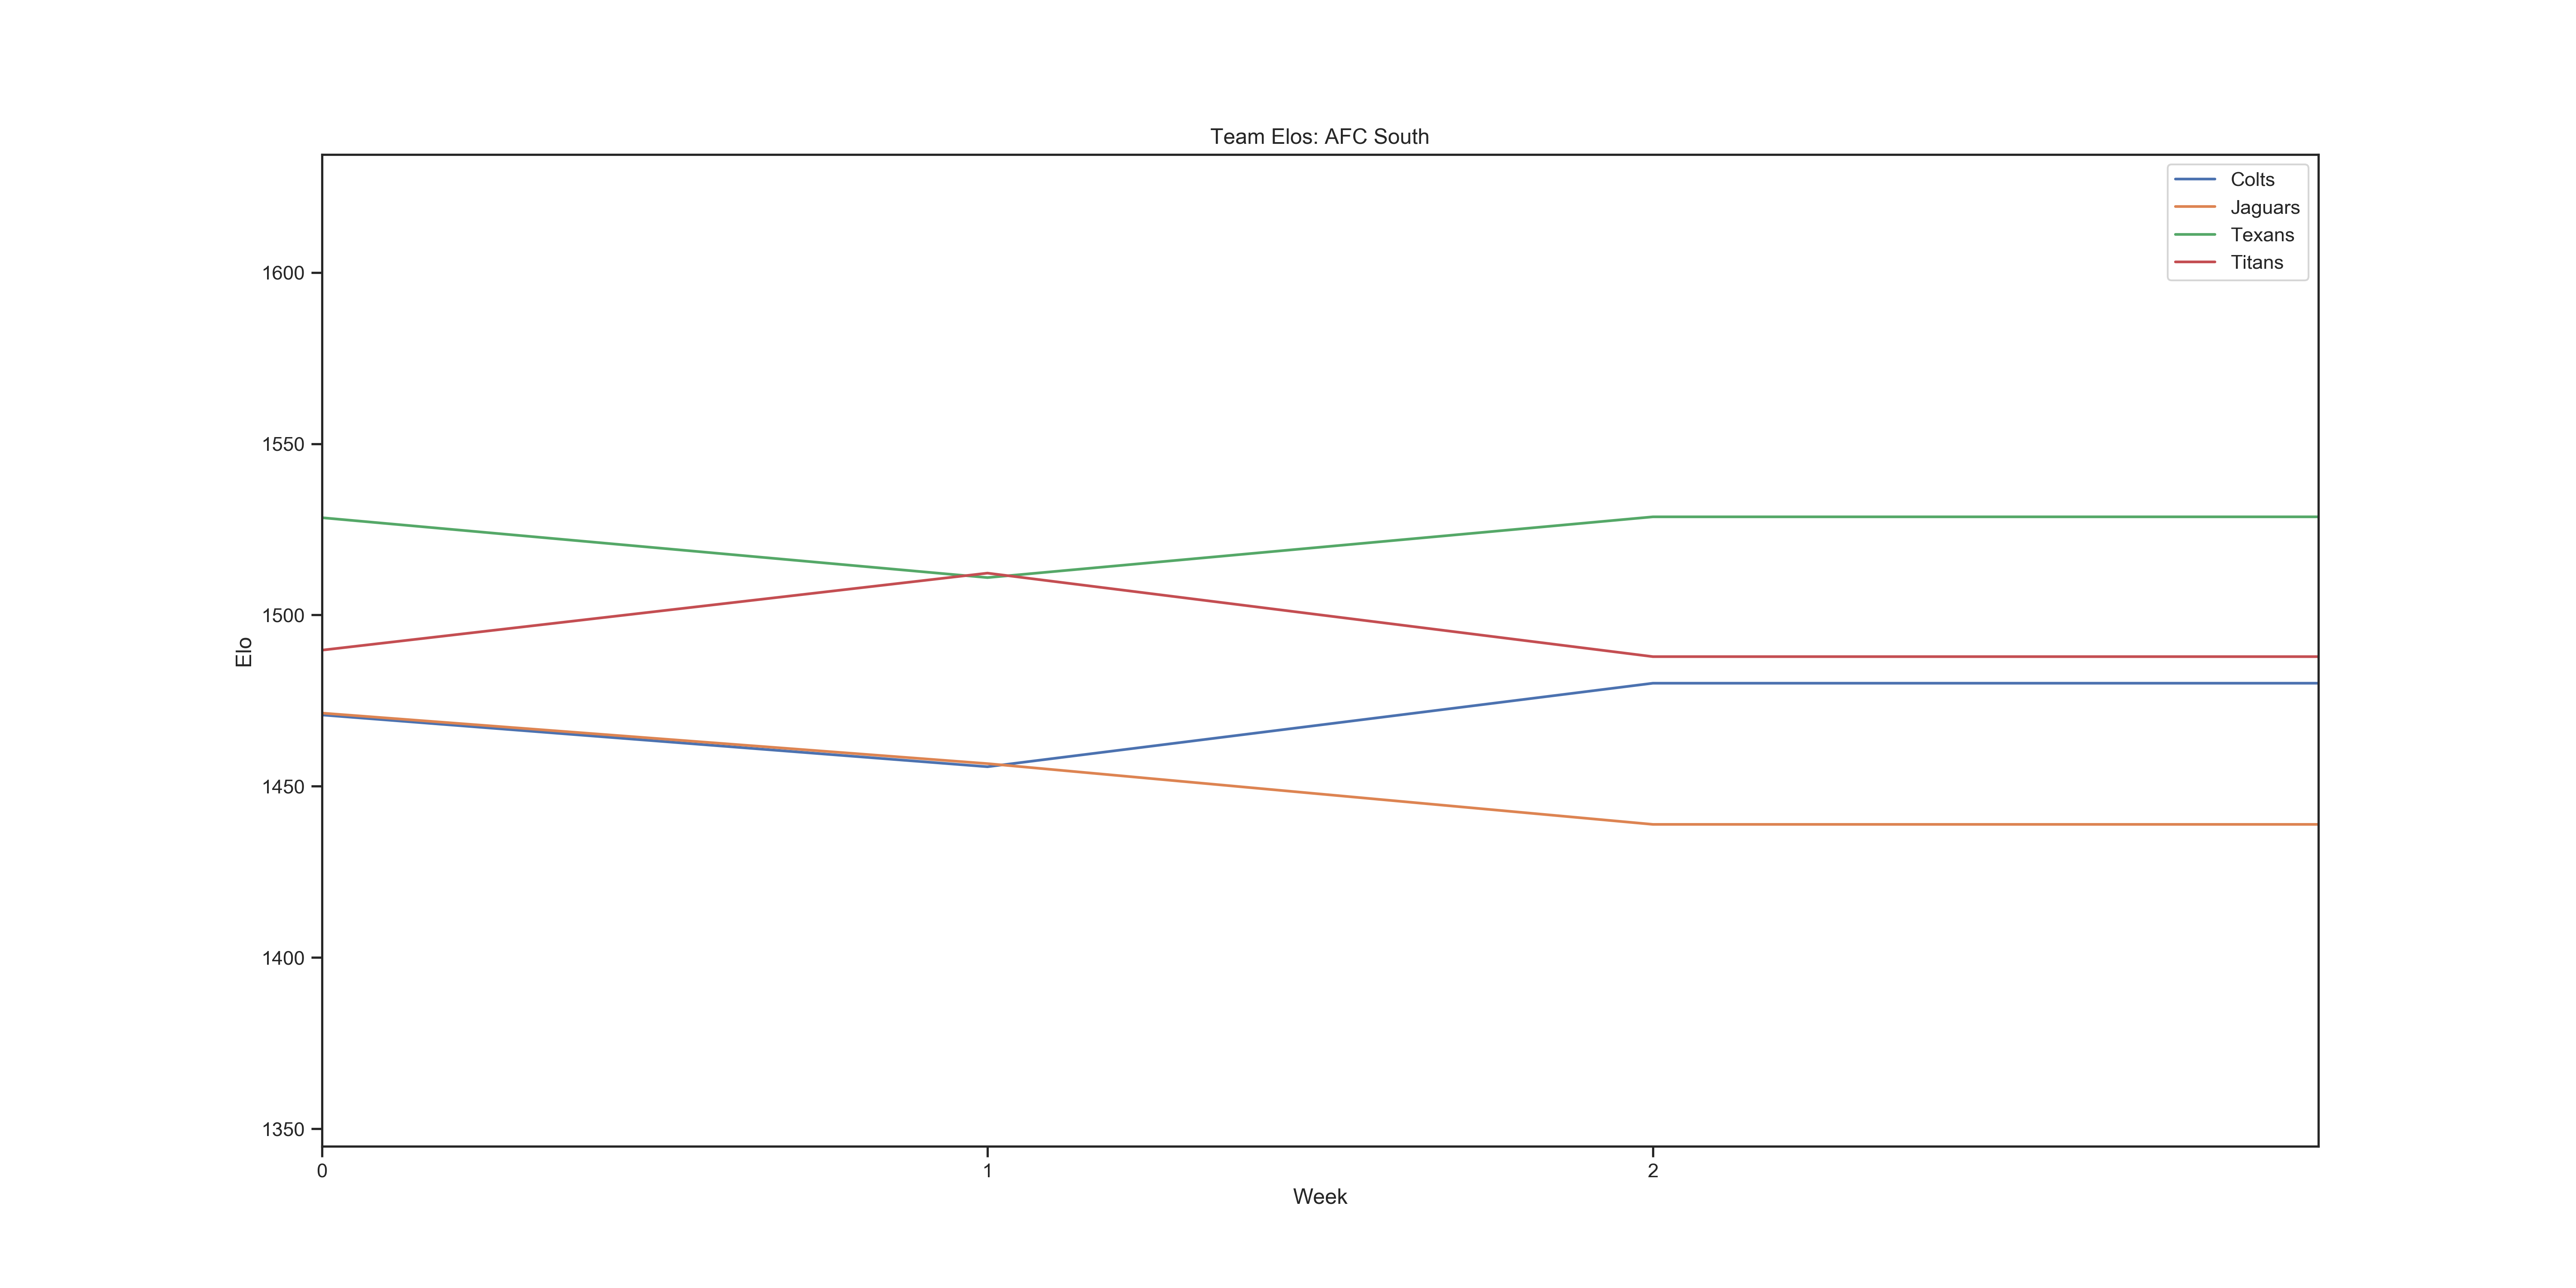 Team Elos: AFC South
Colts
Jaguars
Texans
Titans
1600
1550
1500
1450
1400
1350
Elo
0
1
2
Week